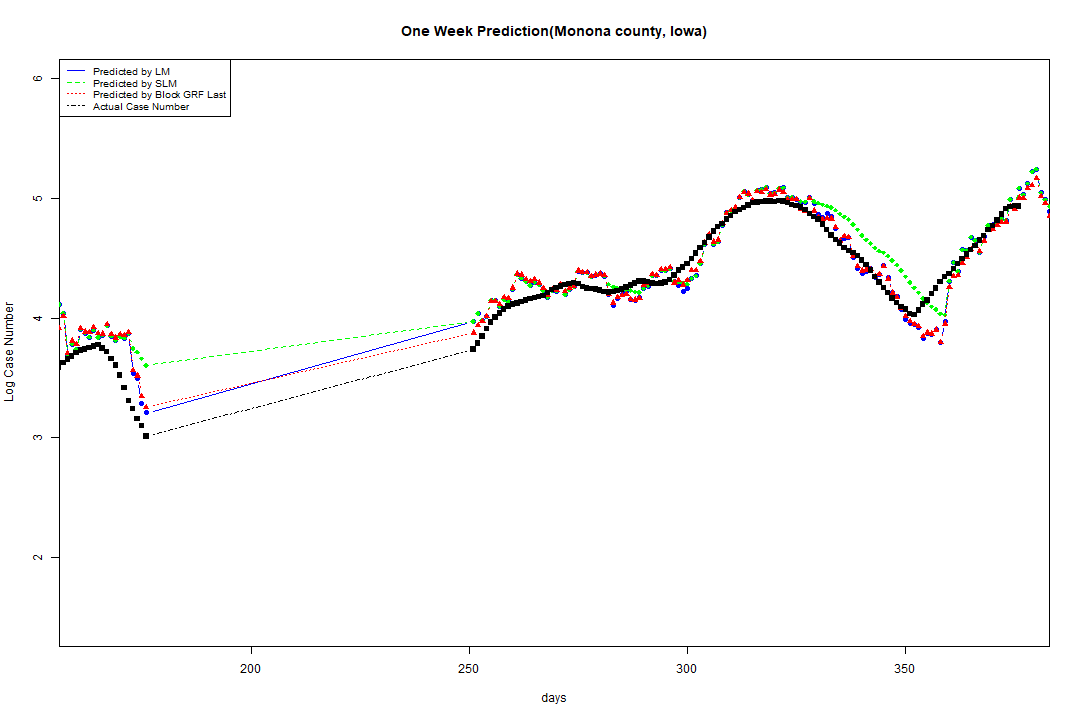 One Week Prediction(Monona county, Iowa)
Predicted by LM
Predicted by SLM
Predicted by Block GRF Last
Actual Case Number
6
5
4
3
2
Log Case Number
200
250
300
350
days